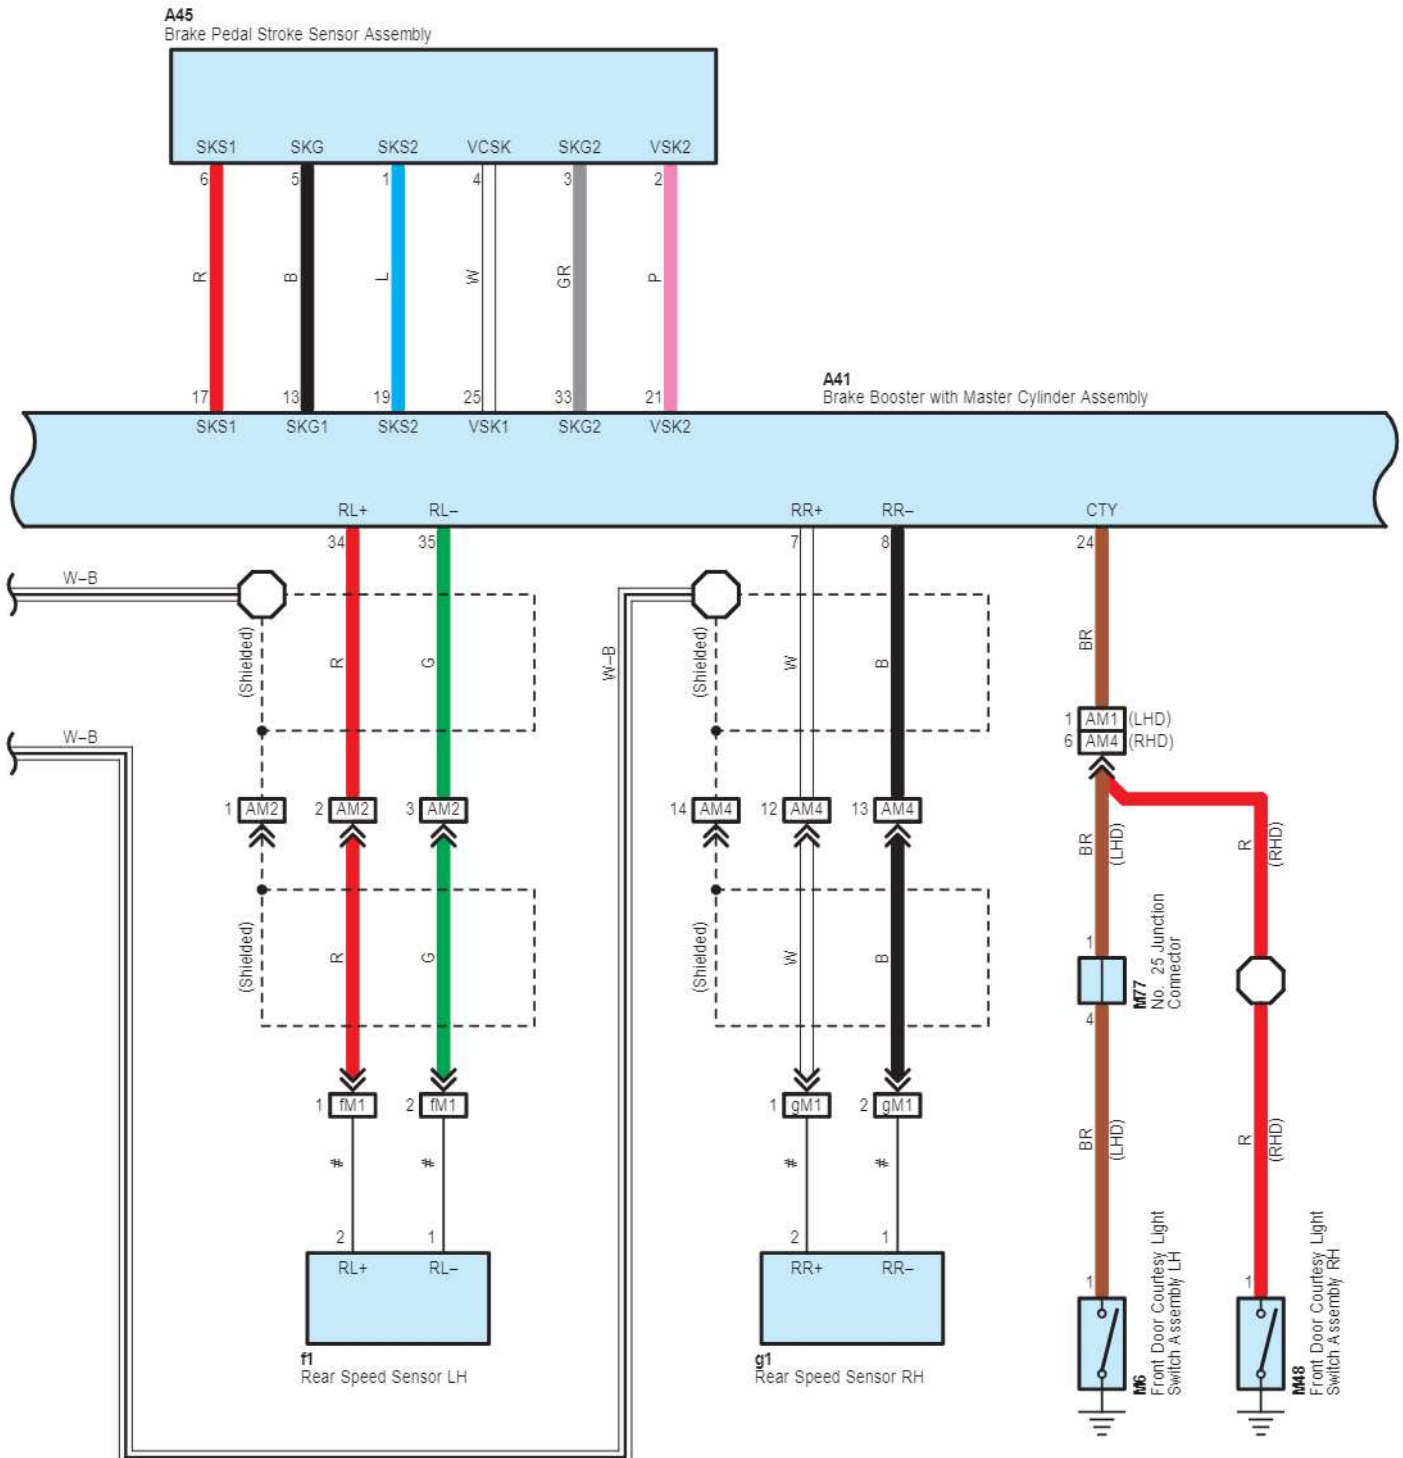 A45
Brake Pedal Stroke Sensor Assembly
SKS1 SKG SKS2 VCSK SKG2 VSK2
6 5 1 4 3 2
R B L W GR P
A41
Brake Booster with Master Cylinder Assembly
17 13 19 25 33 21
SKS1 SKG1 SKS2 VSK1 SKG2 VSK2
RL+ RL– RR+ RR– CTY
34 35 7 8 24
W–B
(Shielded) R G W–B (Shielded) W B BR
1 AM1 (LHD)
6 AM4 (RHD)
W–B
1 AM2 2 AM2 3 AM2 14 AM4 12 AM4 13 AM4
BR (LHD) R (RHD)
(Shielded) R G (Shielded) W B
1
M77
No. 25 Junction
Connector
4
1 fM1 2 fM1 1 gM1 2 gM1
BR (LHD) R (RHD)
# # # #
2 1 2 1
RL+ RL– RR+ RR–
f1
Rear Speed Sensor LH
g1
Rear Speed Sensor RH
1
M6
Front Door Courtesy Light
Switch Assembly LH
1
M48
Front Door Courtesy Light
Switch Assembly RH